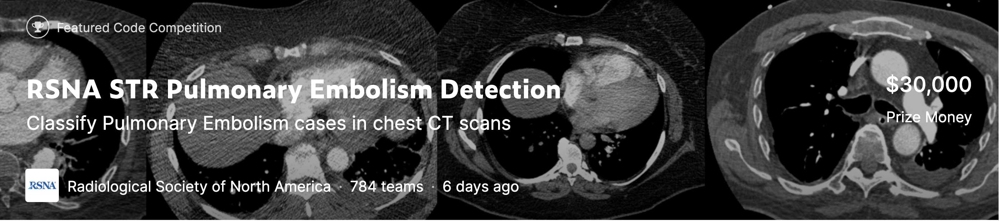 Featured Code Competition
RSNA STR Pulmonary Embolism Detection
$30,000
Classify Pulmonary Embolism cases in chest CT scans
Prize Money
RSNA®
Radiological Society of North America · 784 teams · 6 days ago